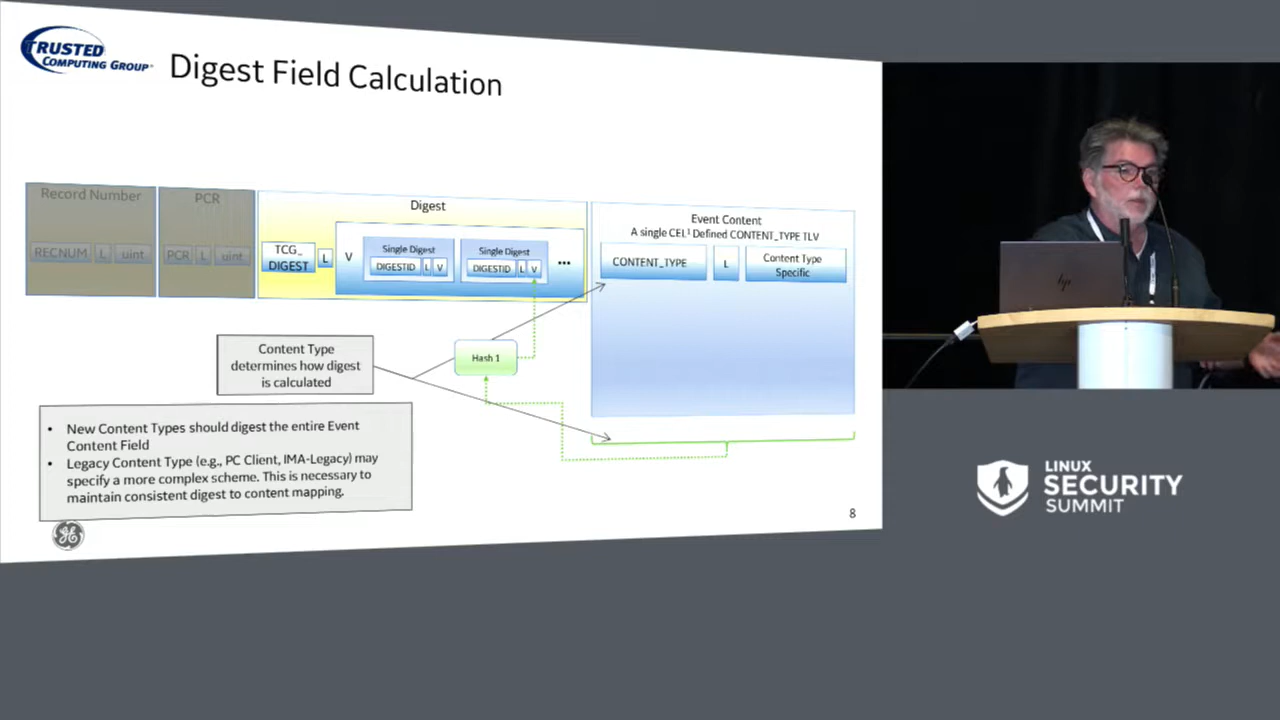 TRUSTED
COMPUTING GROUP
Digest Field Calculation
Record Number
RECNUM L uint
PCR
PCR L uint
Digest
TCG_
DIGEST
L
V
Single Digest
DIGESTID L V
Single Digest
DIGESTID L V
...
Event Content
A single CEL¹ Defined CONTENT_TYPE TLV
CONTENT_TYPE
L
Content Type
Specific
Content Type
determines how digest
is calculated
Hash 1
• New Content Types should digest the entire Event
Content Field
• Legacy Content Type (e.g., PC Client, IMA-Legacy) may
specify a more complex scheme. This is necessary to
maintain consistent digest to content mapping.
8
hp
LINUX
SECURITY
SUMMIT